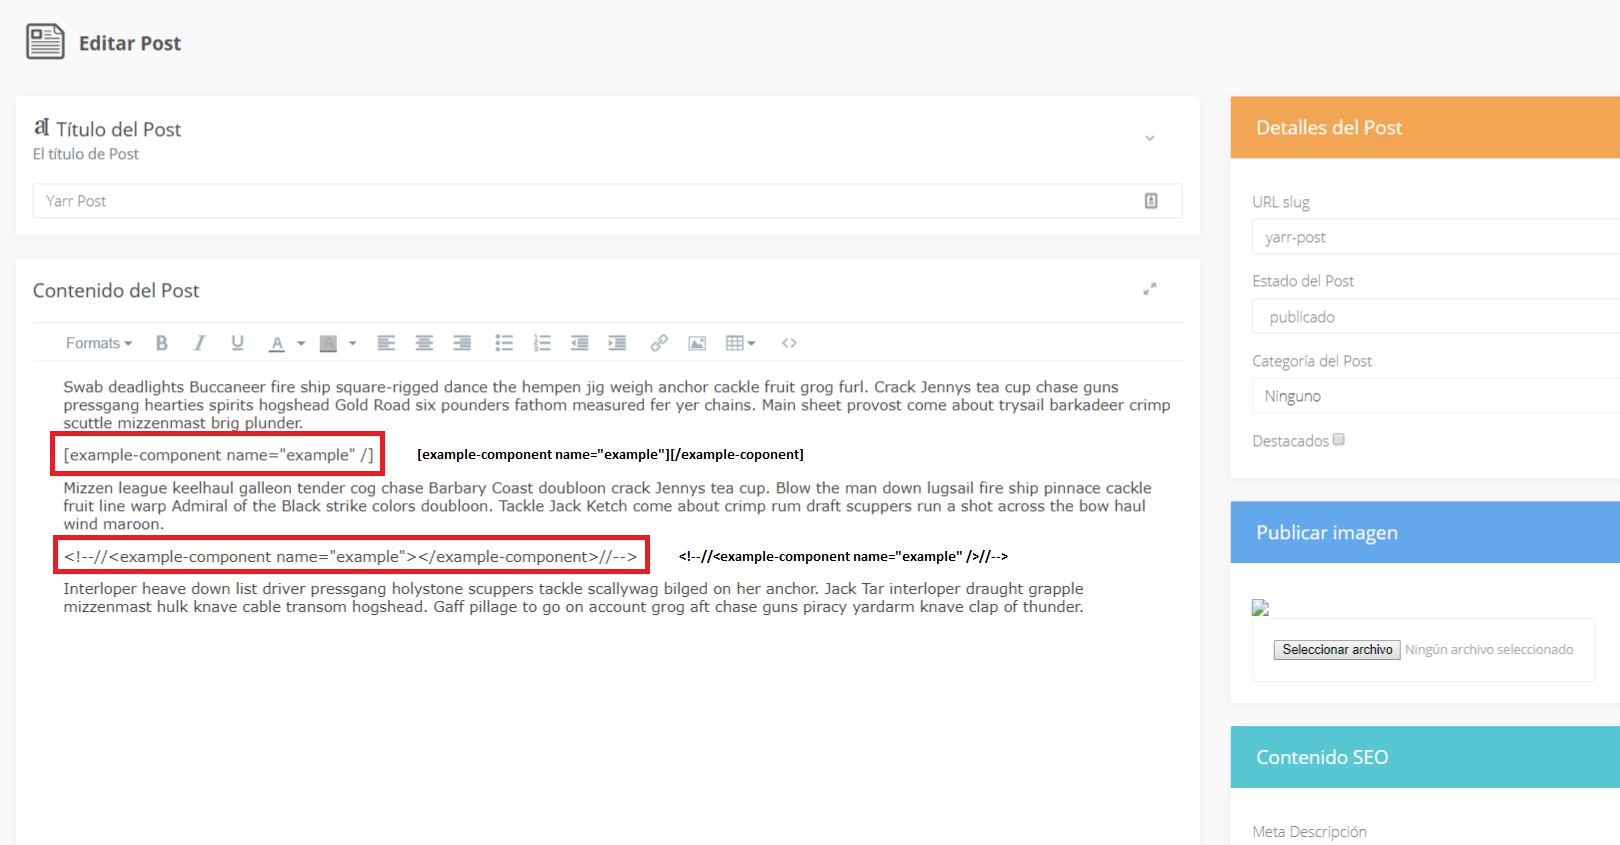 Editar Post
Título del Post
El título de Post
Yarr Post
Contenido del Post
Formats
B I U A A
Swab deadlights Buccaneer fire ship square-rigged dance the hempen jig weigh anchor cackle fruit grog furl. Crack Jennys tea cup chase guns
pressgang hearties spirits hogshead Gold Road six pounders fathom measured fer yer chains. Main sheet provost come about trysail barkadeer crimp
scuttle mizzenmast brig plunder.
[example-component name="example" /]
[example-component name="example"][/example-coponent]
Mizzen league keelhaul galleon tender cog chase Barbary Coast doubloon crack Jennys tea cup. Blow the man down lugsail fire ship pinnace cackle
fruit line warp Admiral of the Black strike colors doubloon. Tackle Jack Ketch come about crimp rum draft scuppers run a shot across the bow haul
wind maroon.
<!--//<example-component name="example"></example-component>//-->
<!--//<example-component name="example" />//-->
Interloper heave down list driver pressgang holystone scuppers tackle scallywag bilged on her anchor. Jack Tar interloper draught grapple
mizzenmast hulk knave cable transom hogshead. Gaff pillage to go on account grog aft chase guns piracy yardarm knave clap of thunder.
Detalles del Post
URL slug
yarr-post
Estado del Post
publicado
Categoría del Post
Ninguno
Destacados
Publicar imagen
Seleccionar archivo Ningún archivo seleccionado
Contenido SEO
Meta Descripción